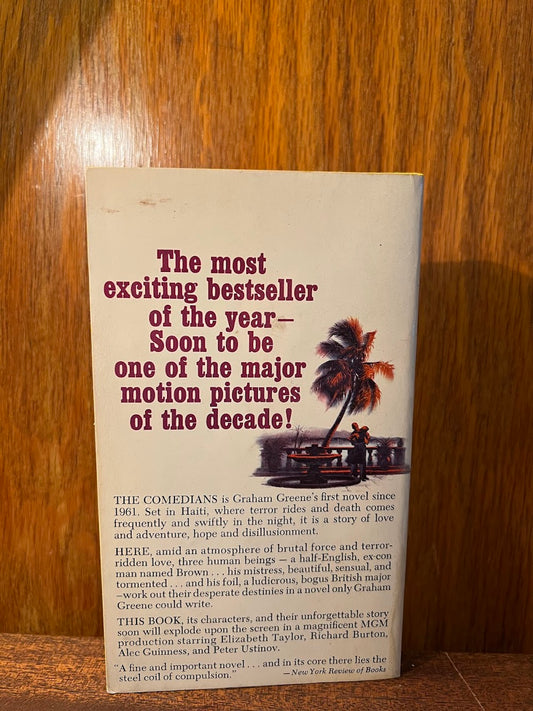 The most
exciting bestseller
of the year—
Soon to be
one of the major
motion pictures
of the decade!
THE COMEDIANS is Graham Greene's first novel since
1961. Set in Haiti, where terror rides and death comes
frequently and swiftly in the night, it is a story of love
and adventure, hope and disillusionment.
HERE, amid an atmosphere of brutal force and terror-
ridden love, three human beings — a half-English, ex-con
man named Brown . . . his mistress, beautiful, sensual, and
tormented . . . and his foil, a ludicrous, bogus British major
—work out their desperate destinies in a novel only Graham
Greene could write.
THIS BOOK, its characters, and their unforgettable story
soon will explode upon the screen in a magnificent MGM
production starring Elizabeth Taylor, Richard Burton,
Alec Guinness, and Peter Ustinov.
"A fine and important novel . . . and in its core there lies the
steel coil of compulsion." —New York Review of Books